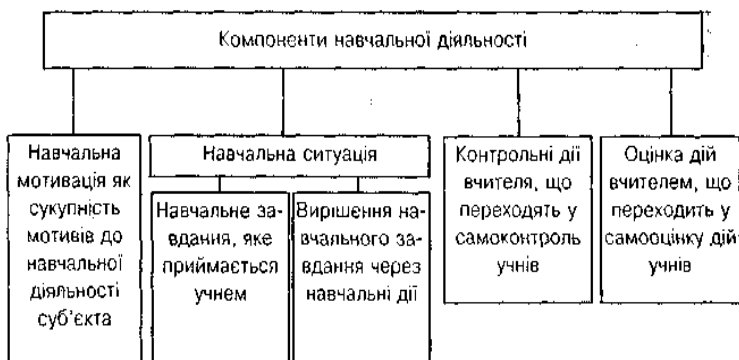 Компоненти навчальної діяльності
Навчальна
мотивація як
сукупність
мотивів до
навчальної
діяльності
суб'єкта
Навчальна ситуація
Навчальне за-
вдання, яке
приймається
учнем
Вирішення на-
вчального за-
вдання через
навчальні дії
Контрольні дії
вчителя, що
переходять у
самоконтроль
учнів
Оцінка дій
вчителем, що
переходить у
самооцінку дій
учнів